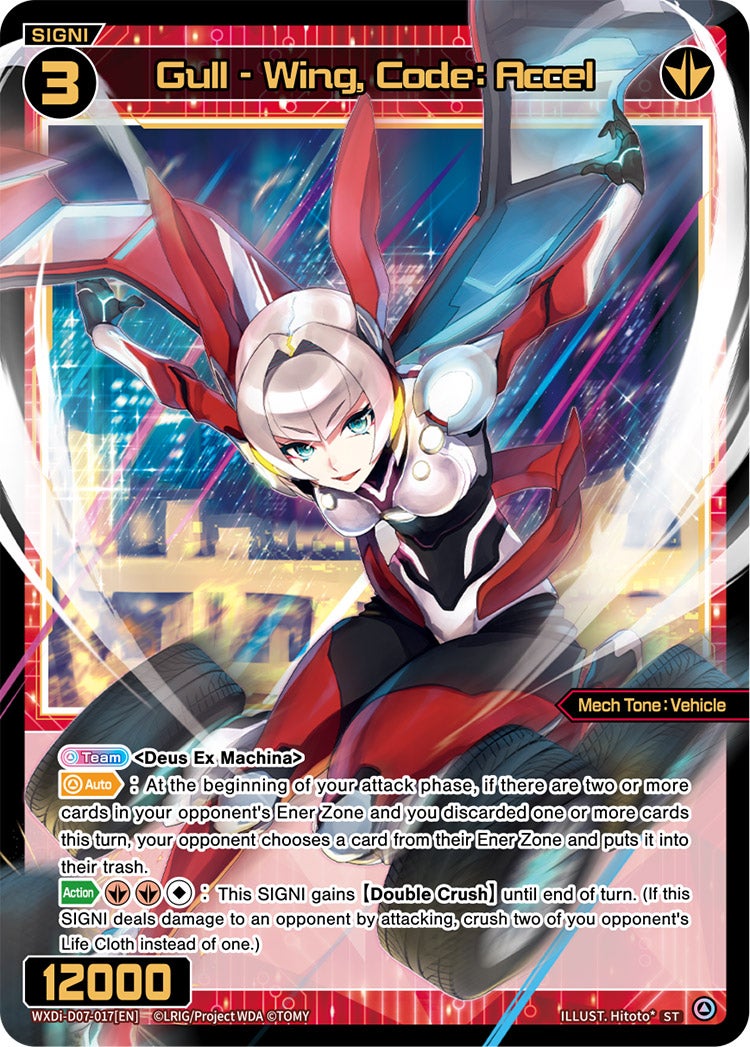 SIGNI
3
Gull - Wing, Code: Accel
Mech Tone : Vehicle
Team <Deus Ex Machina>
Auto : At the beginning of your attack phase, if there are two or more
cards in your opponent's Ener Zone and you discarded one or more cards
this turn, your opponent chooses a card from their Ener Zone and puts it into
their trash.
Action : This SIGNI gains 【Double Crush】 until end of turn. (If this
SIGNI deals damage to an opponent by attacking, crush two of you opponent's
Life Cloth instead of one.)
12000
WXDi-D07-017[EN] ©LRIG/Project WDA ©TOMY
ILLUST. Hitoto* ST